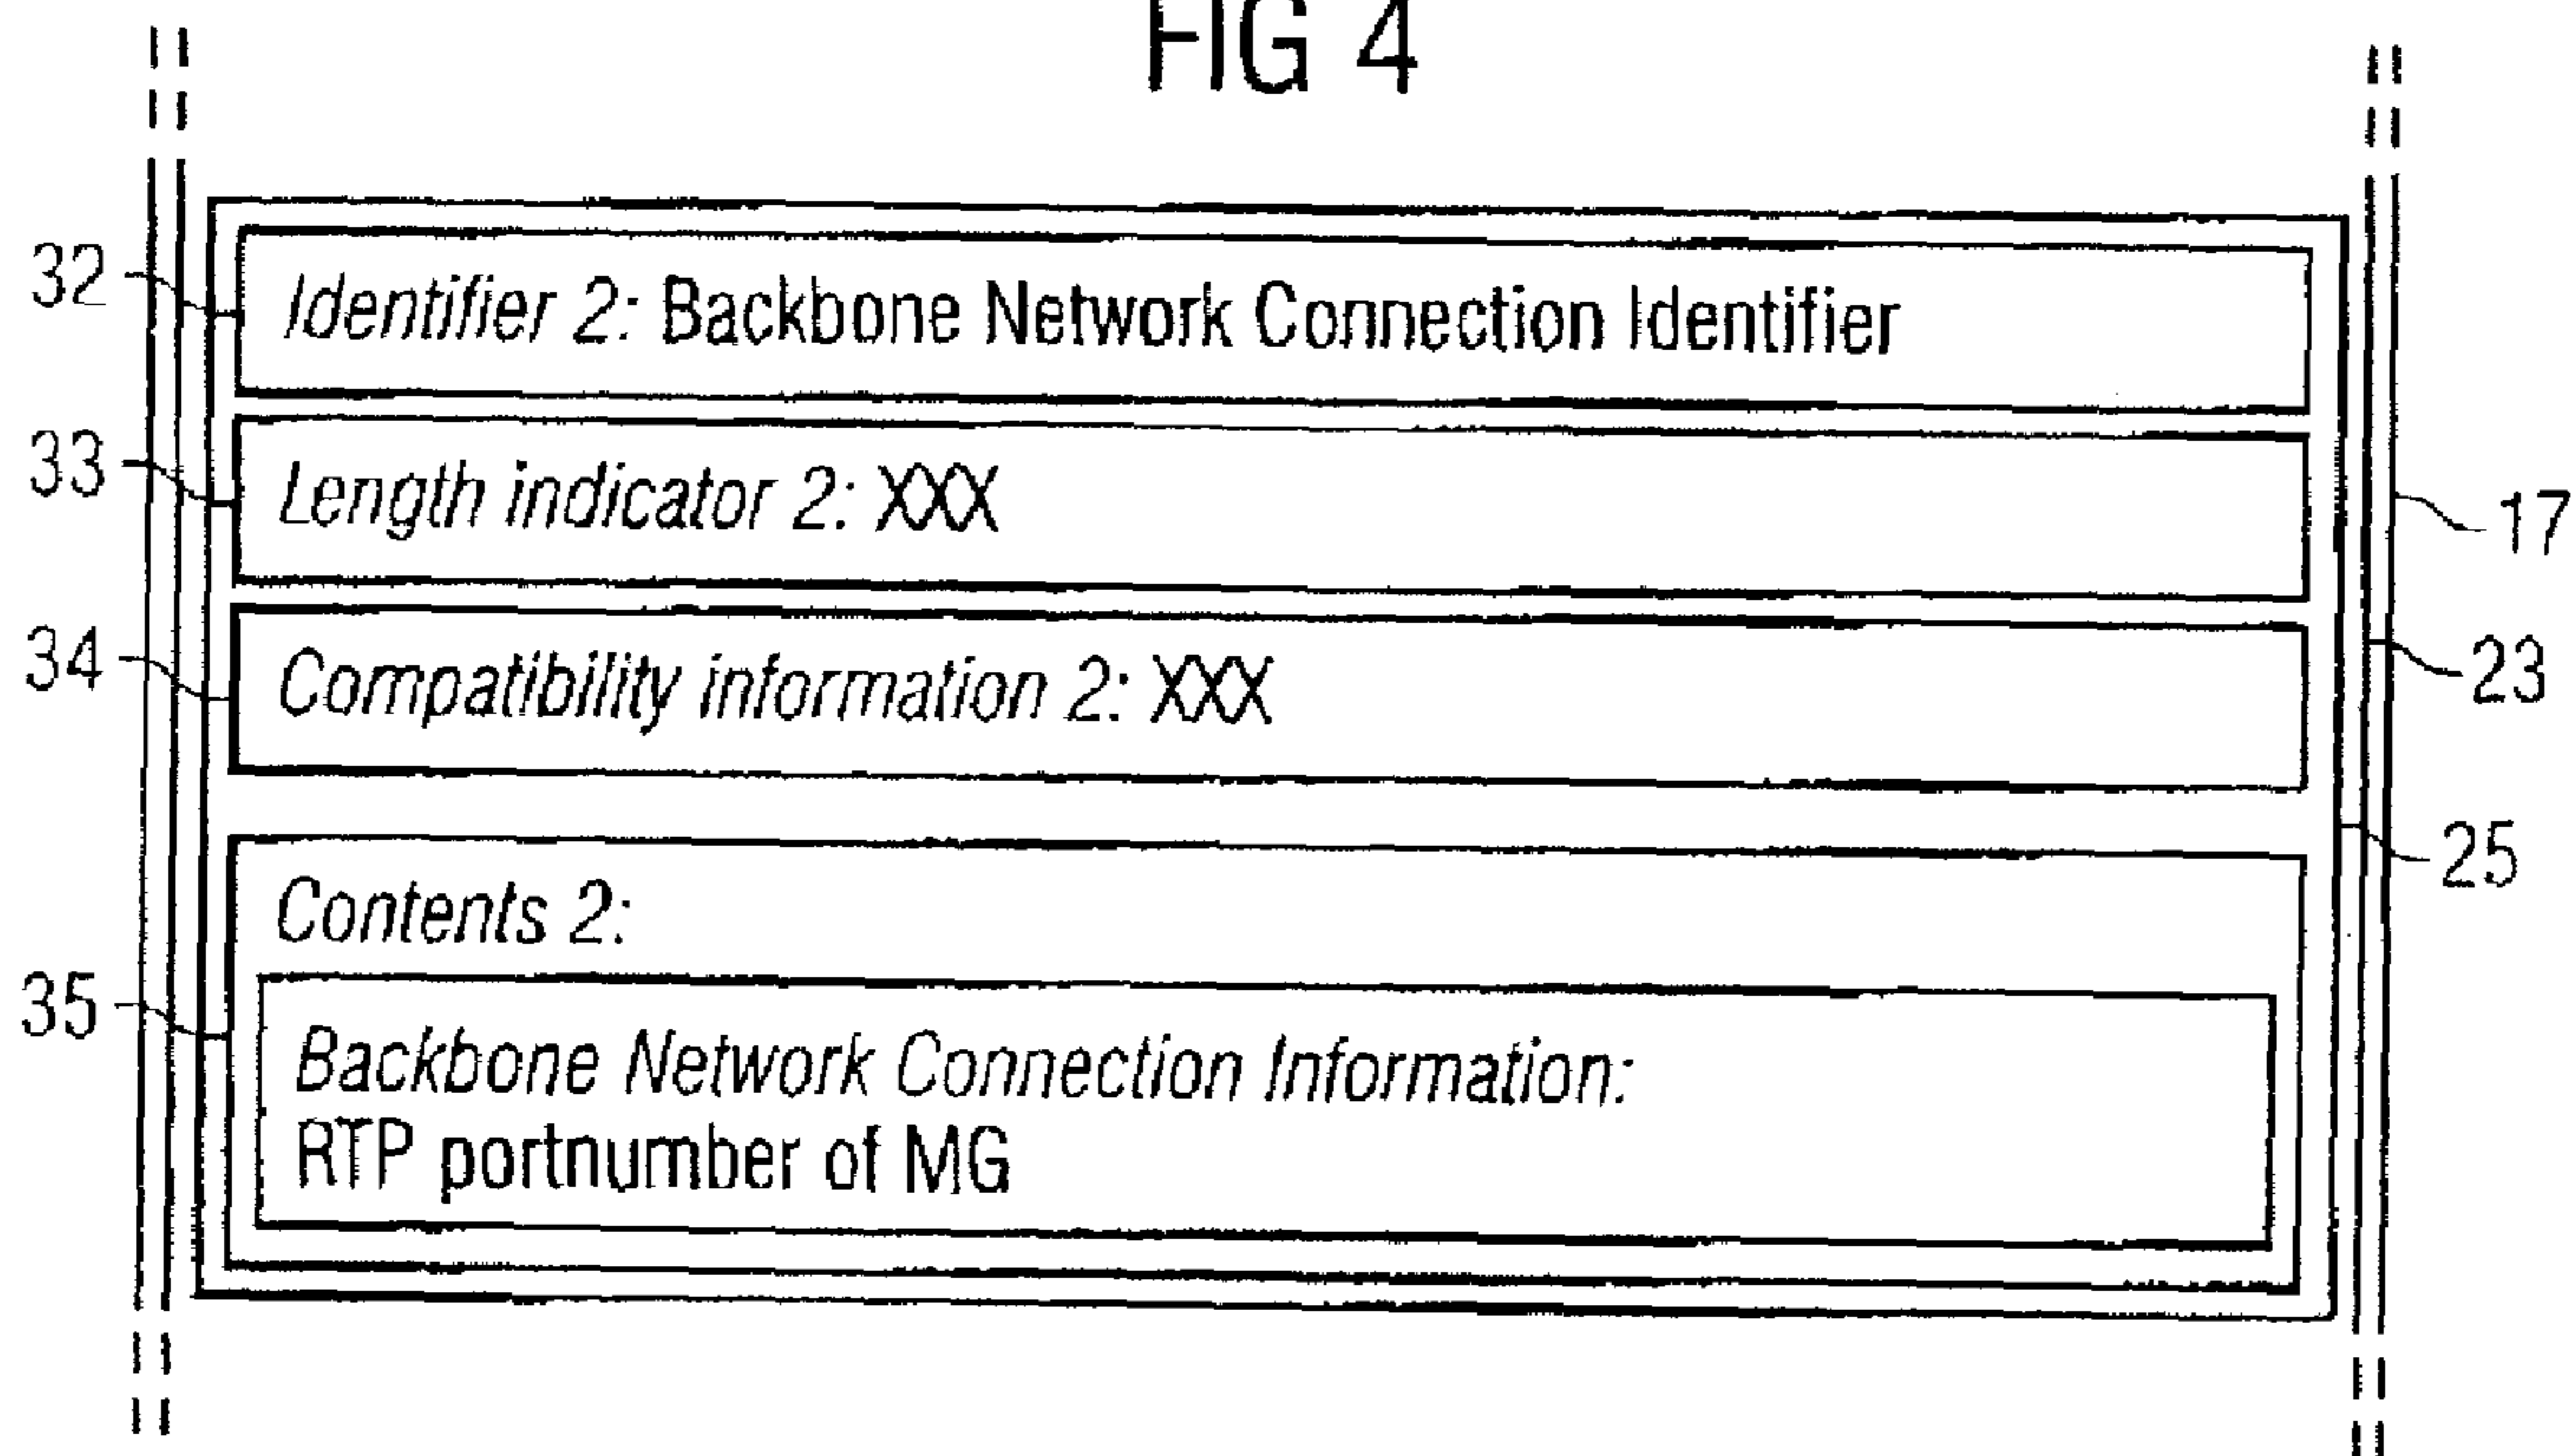 FIG 4
32
Identifier 2: Backbone Network Connection Identifier
33
Length indicator 2: XXX
17
34
Compatibility information 2: XXX
23
25
Contents 2:
35
Backbone Network Connection Information:
RTP portnumber of MG